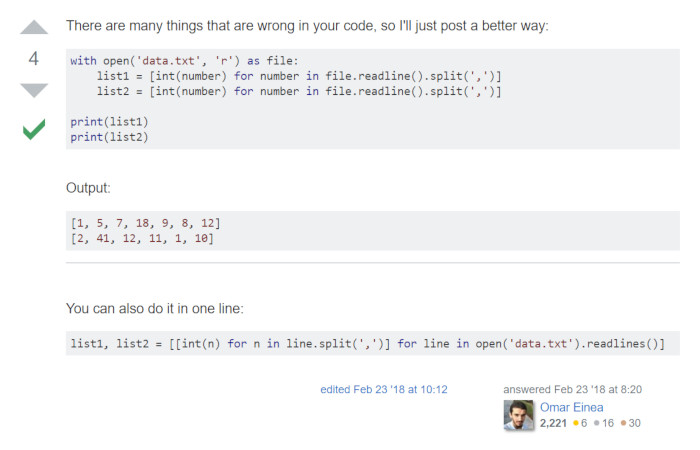 There are many things that are wrong in your code, so I'll just post a better way:
4
with open('data.txt', 'r') as file:
    list1 = [int(number) for number in file.readline().split(',')]
    list2 = [int(number) for number in file.readline().split(',')]
print(list1)
print(list2)
Output:
[1, 5, 7, 18, 9, 8, 12]
[2, 41, 12, 11, 1, 10]
You can also do it in one line:
list1, list2 = [[int(n) for n in line.split(',')] for line in open('data.txt').readlines()]
edited Feb 23 '18 at 10:12
answered Feb 23 '18 at 8:20
Omar Einea
2,221 ●6 ●16 ●30